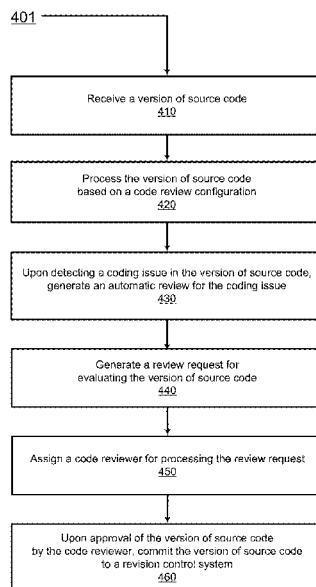 401
Receive a version of source code
410
Process the version of source code
based on a code review configuration
420
Upon detecting a coding issue in the version of source code,
generate an automatic review for the coding issue
430
Generate a review request for
evaluating the version of source code
440
Assign a code reviewer for processing the review request
450
Upon approval of the version of source code
by the code reviewer, commit the version of source code
to a revision control system
460